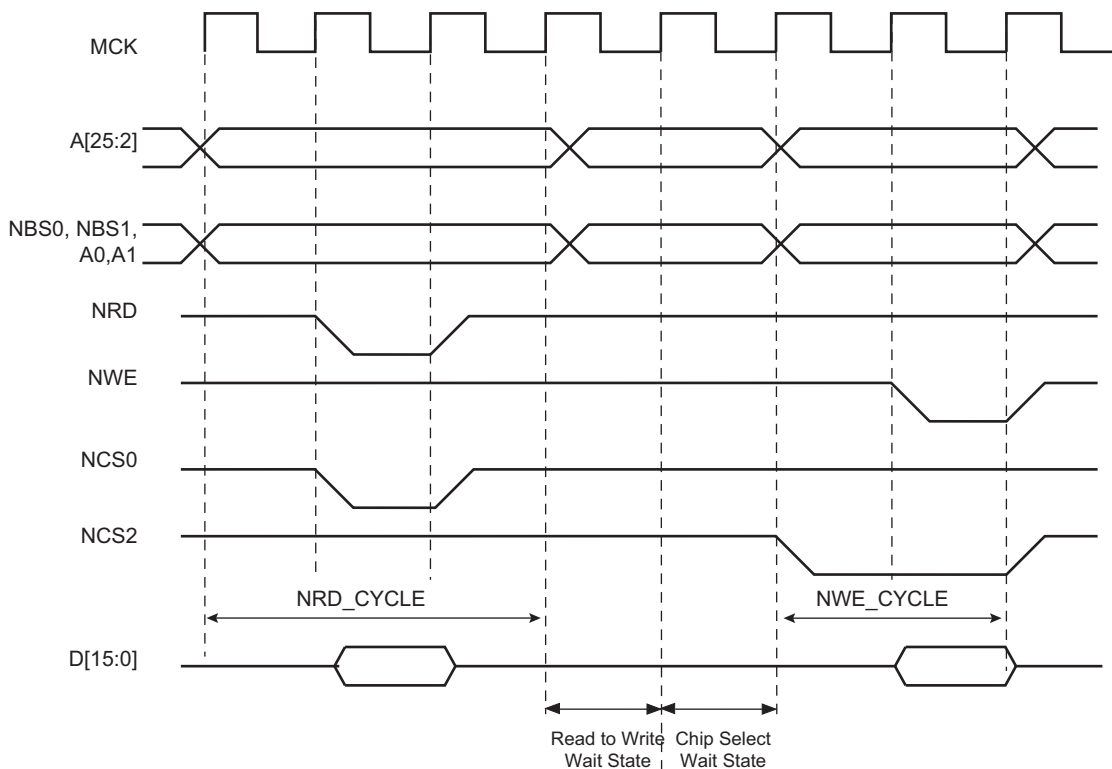 MCK
A[25:2]
NBS0, NBS1,
A0,A1
NRD
NWE
NCS0
NCS2
NRD_CYCLE
NWE_CYCLE
D[15:0]
Read to Write
Wait State
Chip Select
Wait State